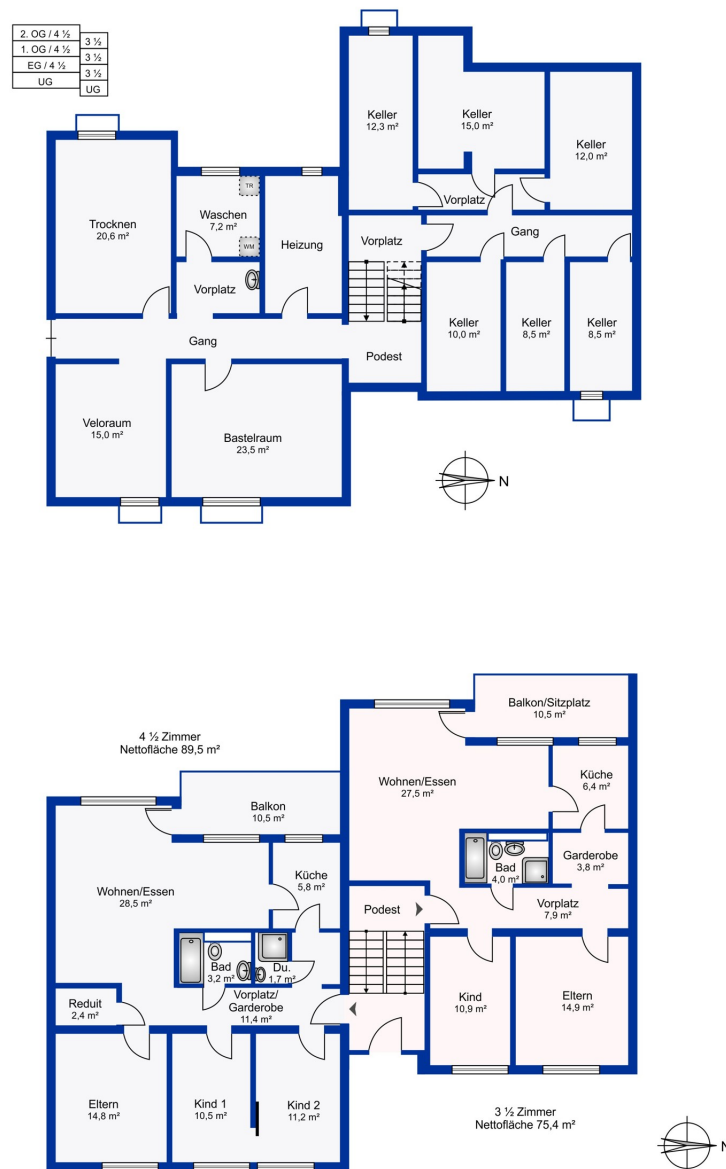 2. OG / 4 ½
3 ½
1. OG / 4 ½
3 ½
EG / 4 ½
3 ½
UG
UG
Keller
12,3 m²
Keller
15,0 m²
Keller
12,0 m²
Trocknen
20,6 m²
TR
Waschen
7,2 m²
WM
Heizung
Vorplatz
Vorplatz
Gang
Vorplatz
Keller
10,0 m²
Keller
8,5 m²
Keller
8,5 m²
Gang
Podest
Veloraum
15,0 m²
Bastelraum
23,5 m²
N
4 ½ Zimmer
Nettofläche 89,5 m²
Balkon/Sitzplatz
10,5 m²
Wohnen/Essen
27,5 m²
Küche
6,4 m²
Balkon
10,5 m²
Garderobe
3,8 m²
Bad
4,0 m²
Küche
5,8 m²
Wohnen/Essen
28,5 m²
Podest
Vorplatz
7,9 m²
Bad
3,2 m²
Du.
1,7 m²
Reduit
2,4 m²
Vorplatz/
Garderobe
11,4 m²
Kind
10,9 m²
Eltern
14,9 m²
Eltern
14,8 m²
Kind 1
10,5 m²
Kind 2
11,2 m²
3 ½ Zimmer
Nettofläche 75,4 m²
N